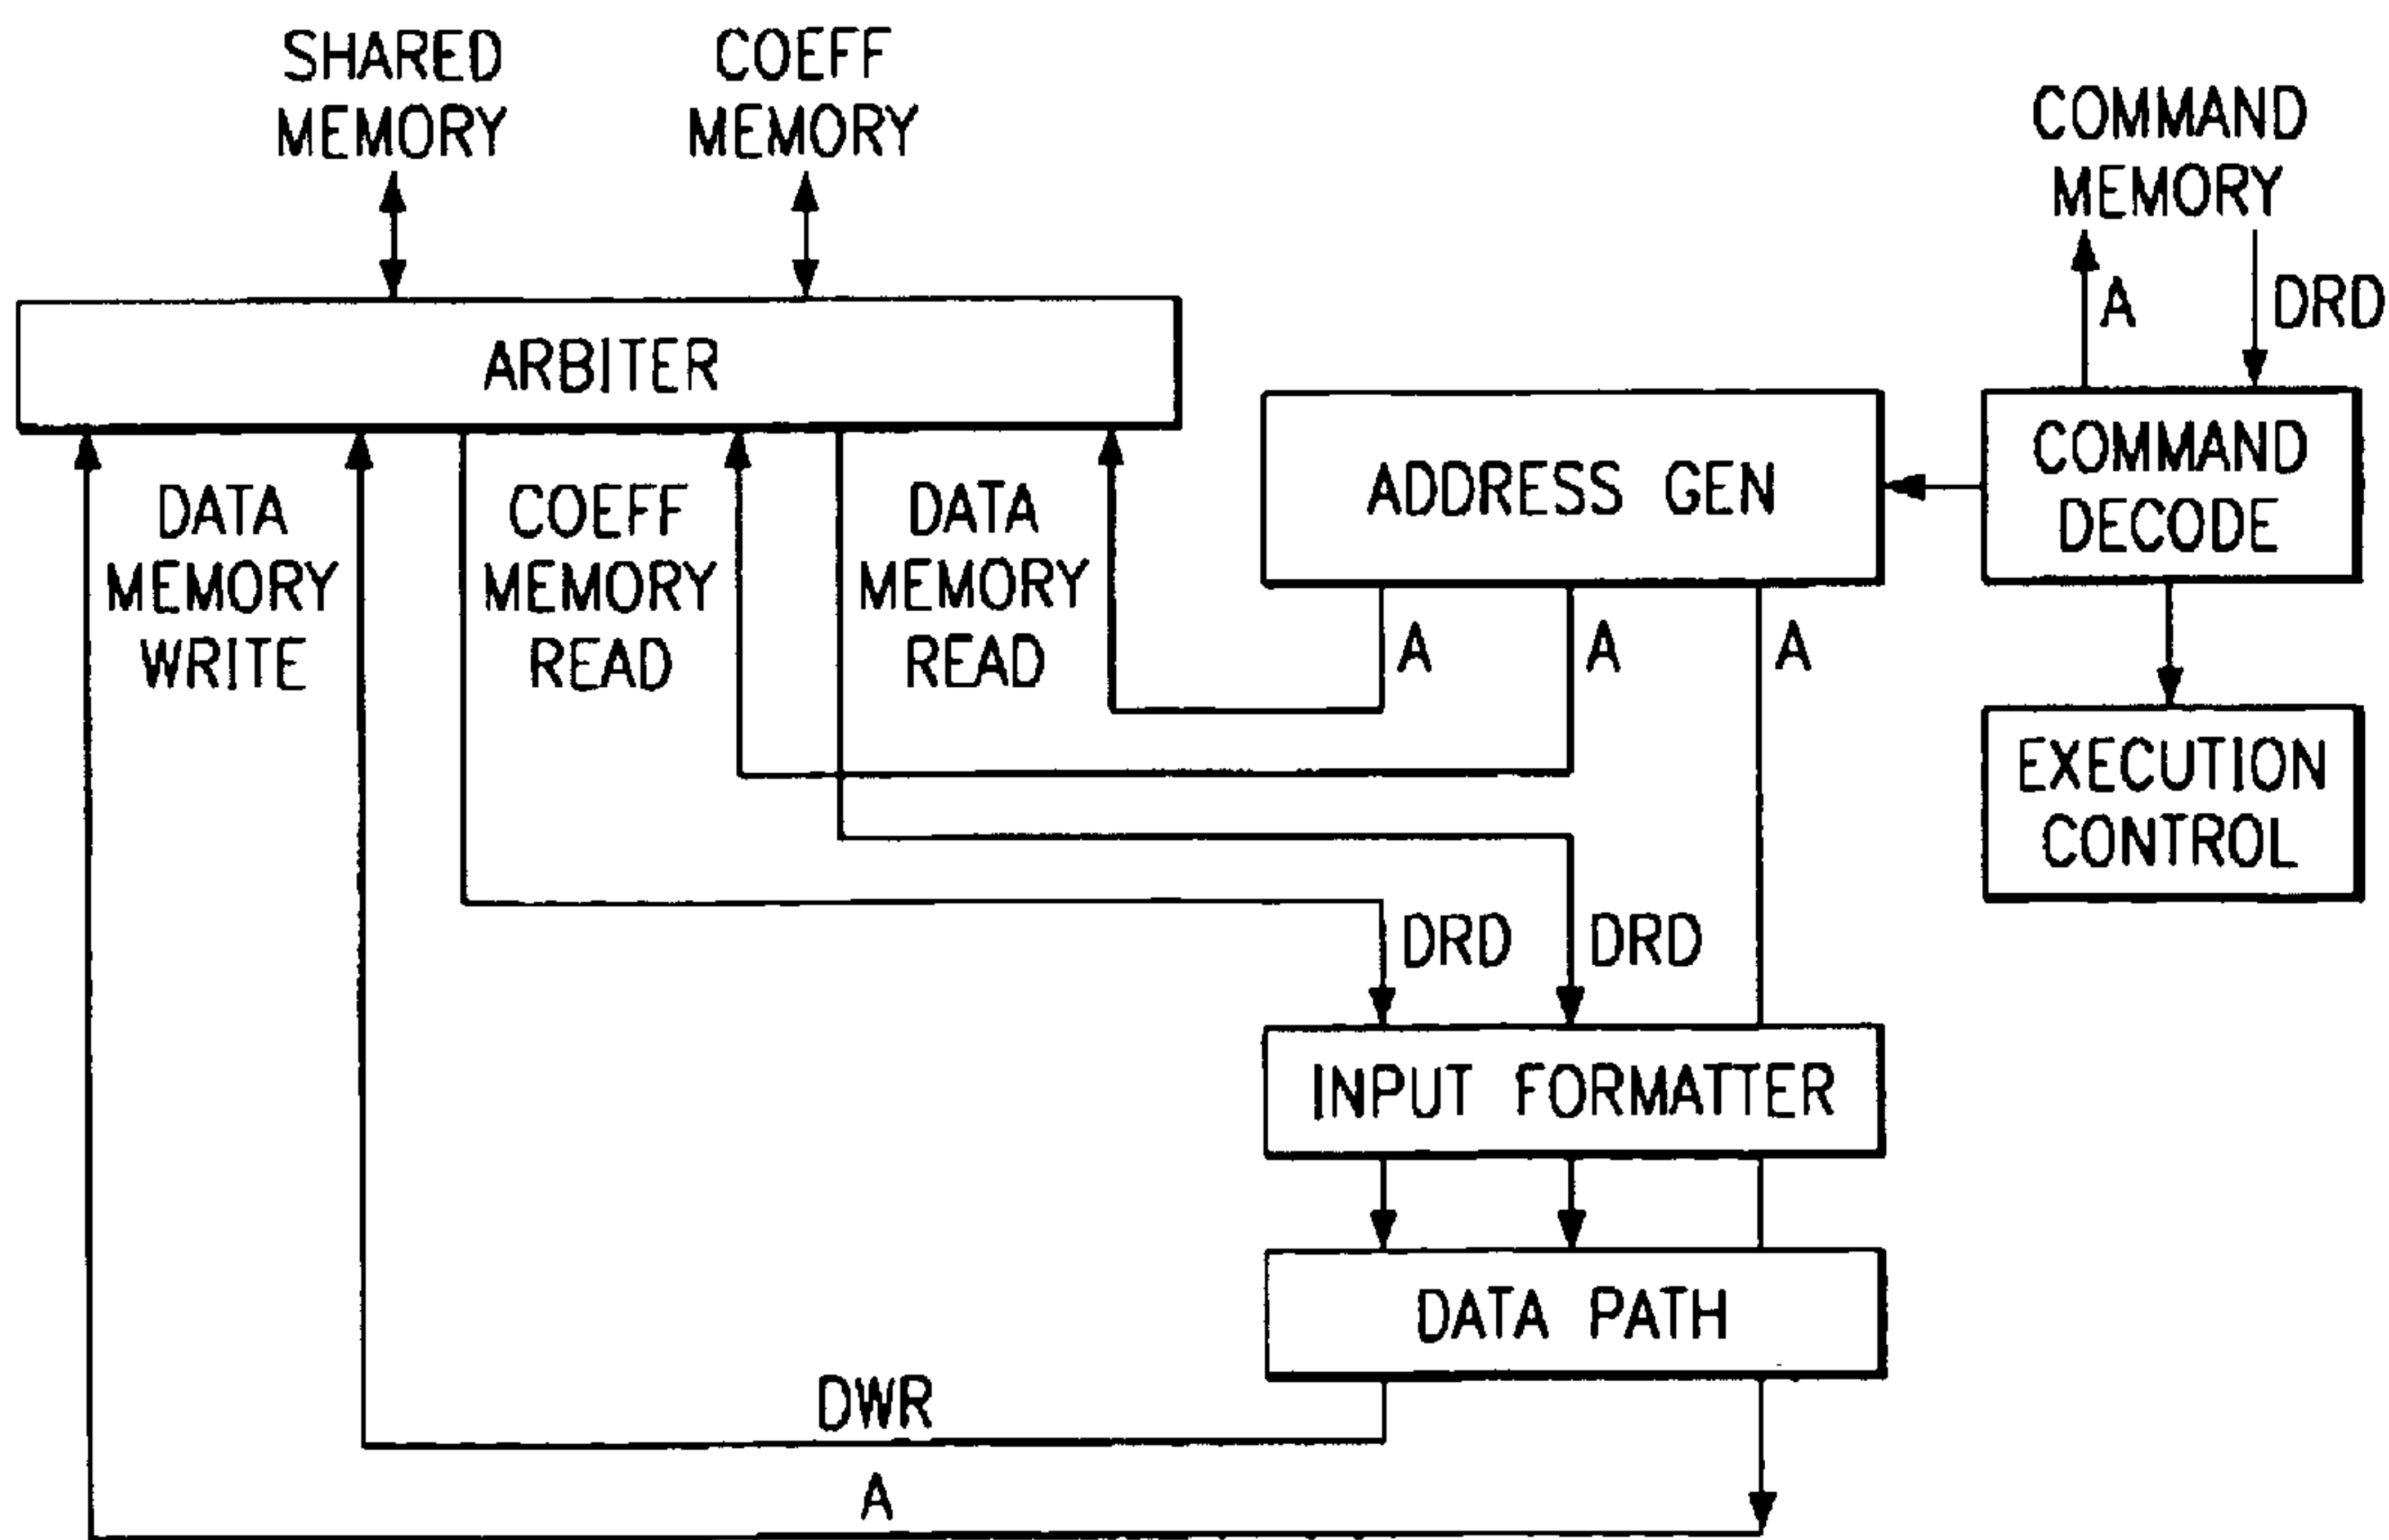 SHARED
MEMORY
COEFF
MEMORY
COMMAND
MEMORY
A
DRD
ARBITER
ADDRESS GEN
COMMAND
DECODE
DATA
MEMORY
WRITE
COEFF
MEMORY
READ
DATA
MEMORY
READ
A
A
A
EXECUTION
CONTROL
DRD
DRD
INPUT FORMATTER
DATA PATH
DWR
A